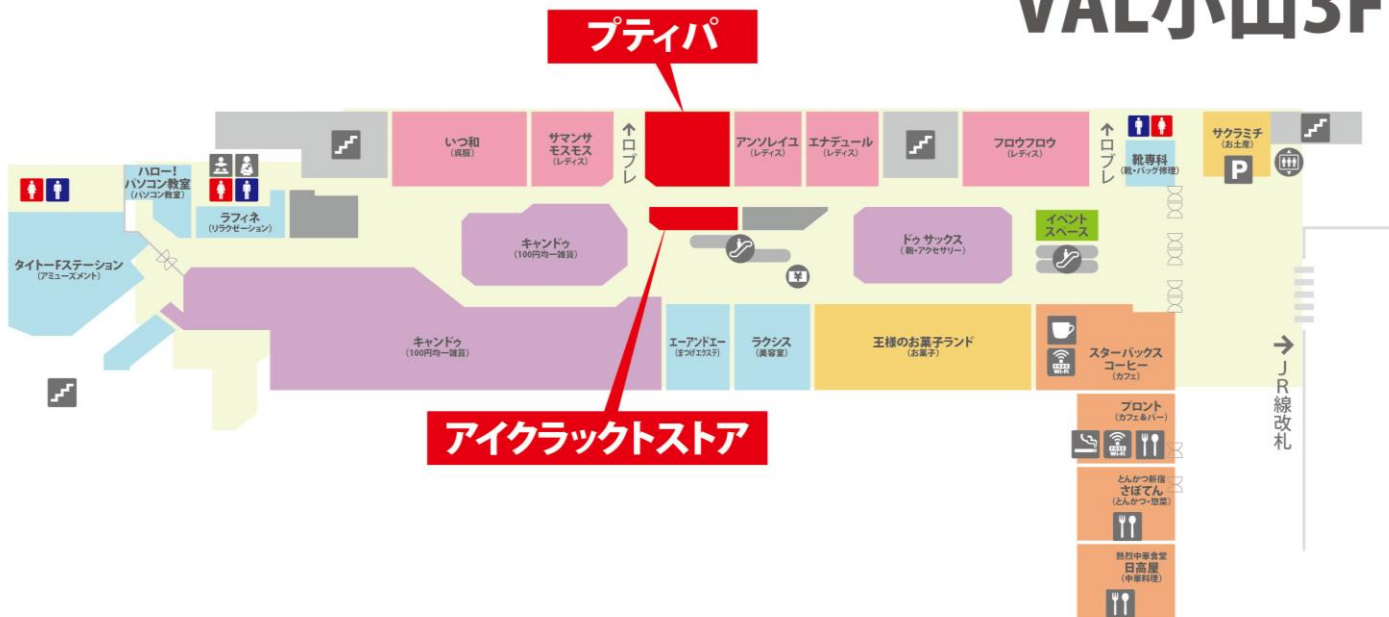 VAL小山3F
プティパ
いつ和
(呉服)
サマンサ
モスモス
(レディス)
↑ロブレ
アンソレイユ
(レディス)
エナデュール
(レディス)
フロウフロウ
(レディス)
↑ロブレ
靴専科
(靴・バッグ修理)
サクラミチ
(お土産)
P
ハロー!
パソコン教室
(パソコン教室)
ラフィネ
(リラクゼーション)
タイトーFステーション
(アミューズメント)
キャンドゥ
(100円均一雑貨)
¥
ドゥ サックス
(鞄・アクセサリー)
イベント
スペース
キャンドゥ
(100円均一雑貨)
エーアンドエー
(まつげエクステ)
ラクシス
(美容室)
王様のお菓子ランド
(お菓子)
FREE
Wi-Fi
スターバックス
コーヒー
(カフェ)
→JR線改札
アイクラックトストア
プロント
(カフェ&バー)
FREE
Wi-Fi
とんかつ新宿
さぼてん
(とんかつ・惣菜)
熱烈中華食堂
日高屋
(中華料理)